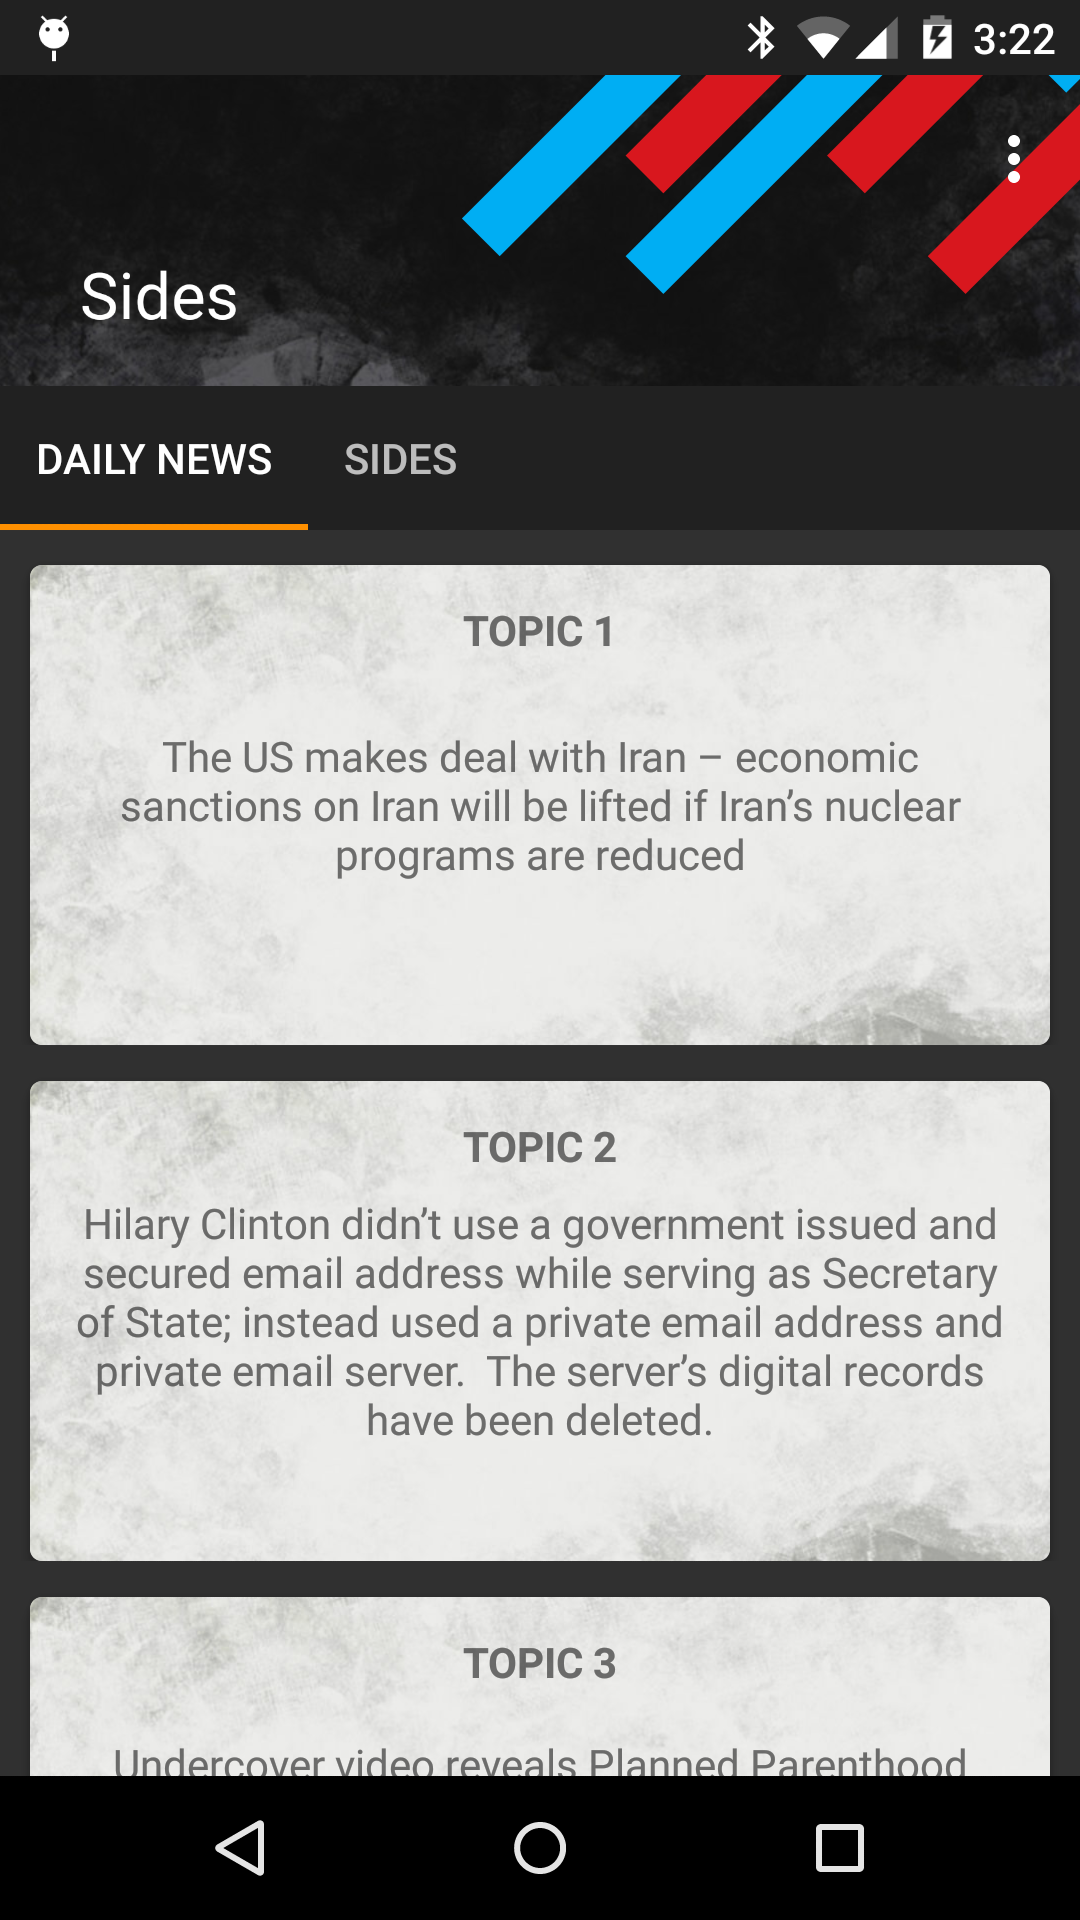 3:22
Sides
DAILY NEWS SIDES
TOPIC 1
The US makes deal with Iran – economic
sanctions on Iran will be lifted if Iran’s nuclear
programs are reduced
TOPIC 2
Hilary Clinton didn’t use a government issued and
secured email address while serving as Secretary
of State; instead used a private email address and
private email server.  The server’s digital records
have been deleted.
TOPIC 3
Undercover video reveals Planned Parenthood